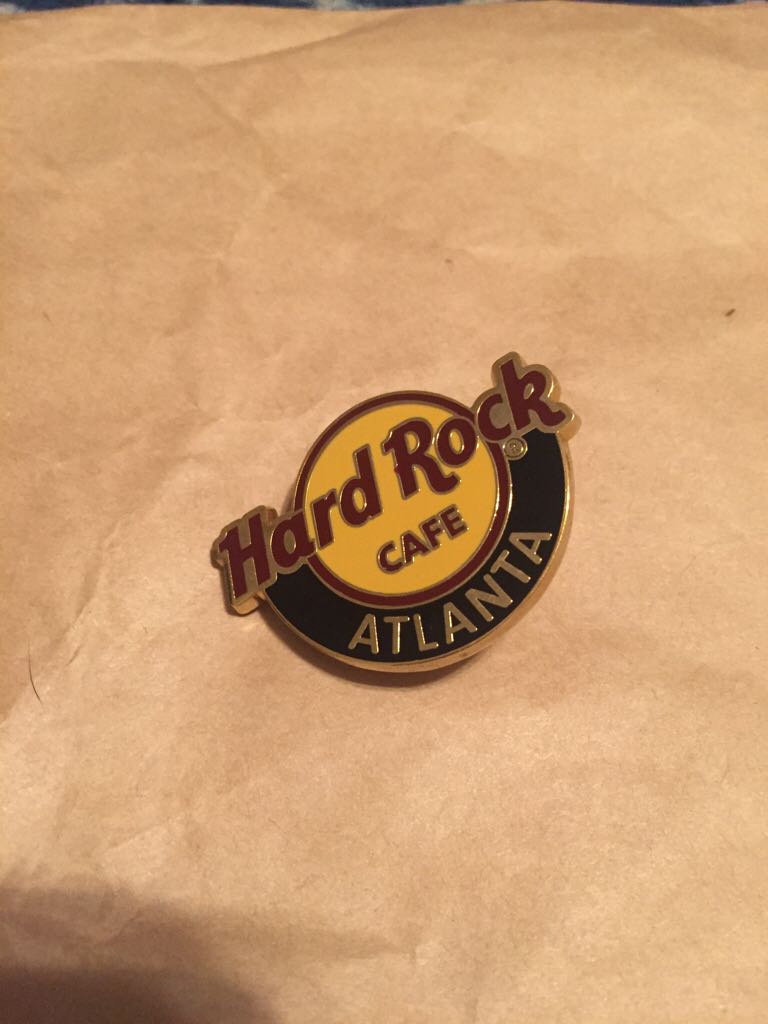 Hard Rock
®
CAFE
ATLANTA